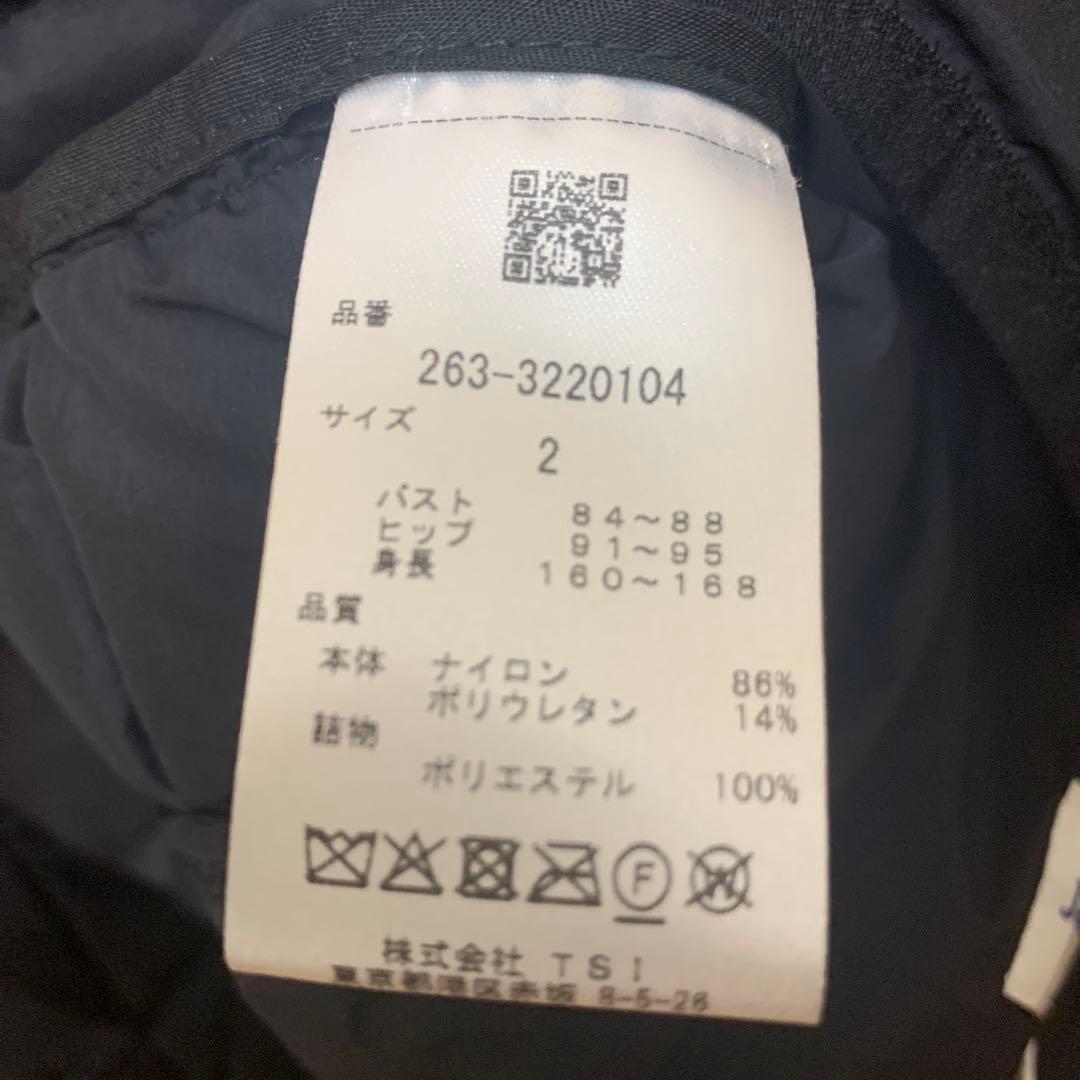 品番
263-3220104
サイズ
2
バスト 84～88
ヒップ 91～95
身長 160～168
品質
本体 ナイロン 86%
ポリウレタン 14%
詰物
ポリエステル 100%
F
W
株式会社 TSI
東京都港区赤坂 8-5-28